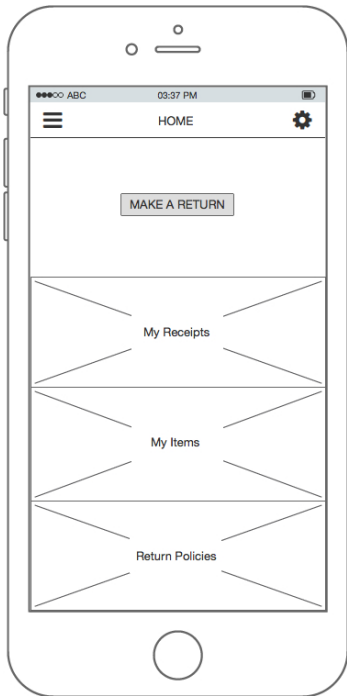 ABC 03:37 PM
HOME
MAKE A RETURN
My Receipts
My Items
Return Policies